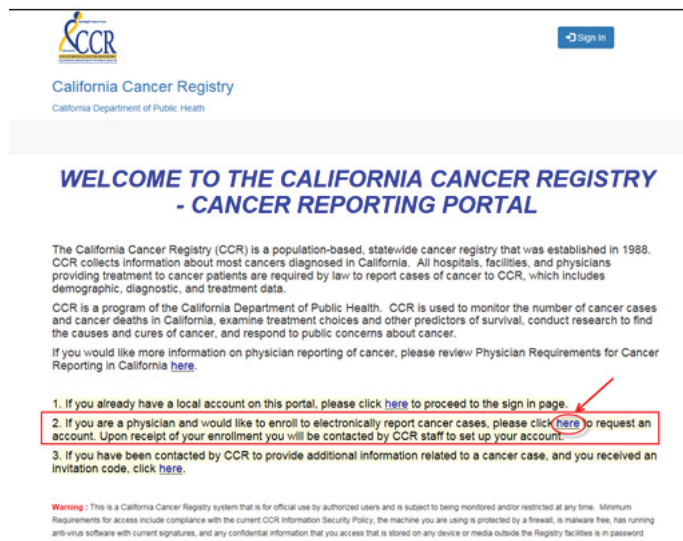 CCR
Sign In
California Cancer Registry
California Department of Public Heath
WELCOME TO THE CALIFORNIA CANCER REGISTRY
- CANCER REPORTING PORTAL
The California Cancer Registry (CCR) is a population-based, statewide cancer registry that was established in 1988.
CCR collects information about most cancers diagnosed in California. All hospitals, facilities, and physicians
providing treatment to cancer patients are required by law to report cases of cancer to CCR, which includes
demographic, diagnostic, and treatment data.
CCR is a program of the California Department of Public Health. CCR is used to monitor the number of cancer cases
and cancer deaths in California, examine treatment choices and other predictors of survival, conduct research to find
the causes and cures of cancer, and respond to public concerns about cancer.
If you would like more information on physician reporting of cancer, please review Physician Requirements for Cancer
Reporting in California here.
1. If you already have a local account on this portal, please click here to proceed to the sign in page.
2. If you are a physician and would like to enroll to electronically report cancer cases, please click here to request an
account. Upon receipt of your enrollment you will be contacted by CCR staff to set up your account.
3. If you have been contacted by CCR to provide additional information related to a cancer case, and you received an
invitation code, click here.
Warning : This is a California Cancer Registry system that is for official use by authorized users and is subject to being monitored and/or restricted at any time. Minimum
Requirements for access include compliance with the current CCR Information Security Policy, the machine you are using is protected by a firewall, is malware free, has running
anti-virus software with current signatures, and any confidential information that you access that is stored on any device or media outside the Registry facilities is in password